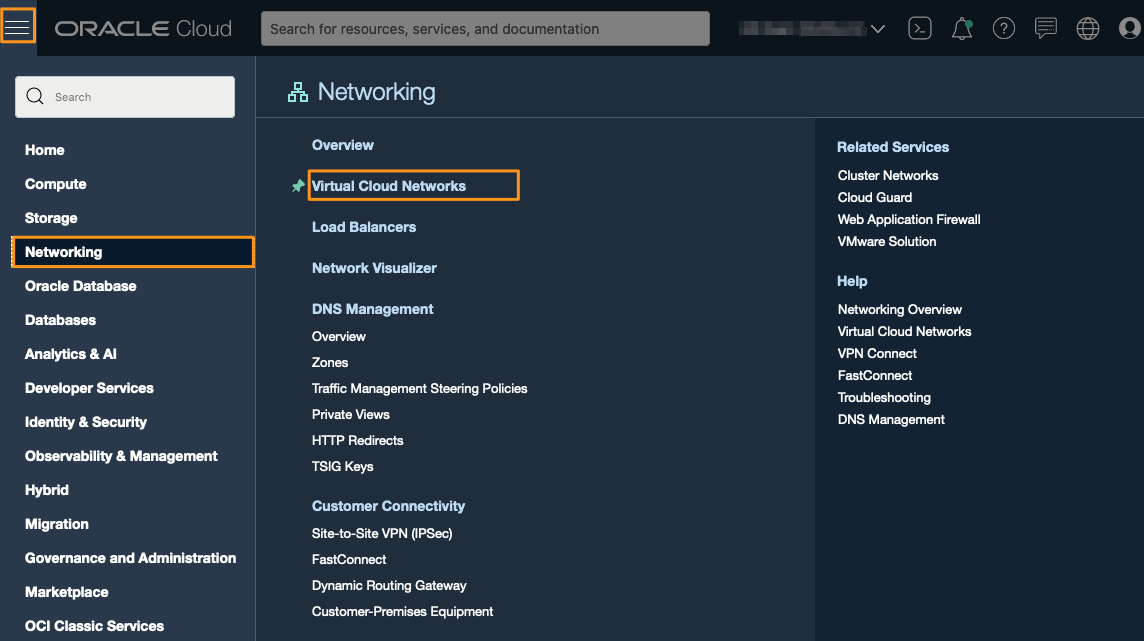 ORACLE Cloud
Search for resources, services, and documentation
Search
Home
Compute
Storage
Networking
Oracle Database
Databases
Analytics & AI
Developer Services
Identity & Security
Observability & Management
Hybrid
Migration
Governance and Administration
Marketplace
OCI Classic Services
Networking
Overview
Virtual Cloud Networks
Load Balancers
Network Visualizer
DNS Management
Overview
Zones
Traffic Management Steering Policies
Private Views
HTTP Redirects
TSIG Keys
Customer Connectivity
Site-to-Site VPN (IPSec)
FastConnect
Dynamic Routing Gateway
Customer-Premises Equipment
Related Services
Cluster Networks
Cloud Guard
Web Application Firewall
VMware Solution
Help
Networking Overview
Virtual Cloud Networks
VPN Connect
FastConnect
Troubleshooting
DNS Management